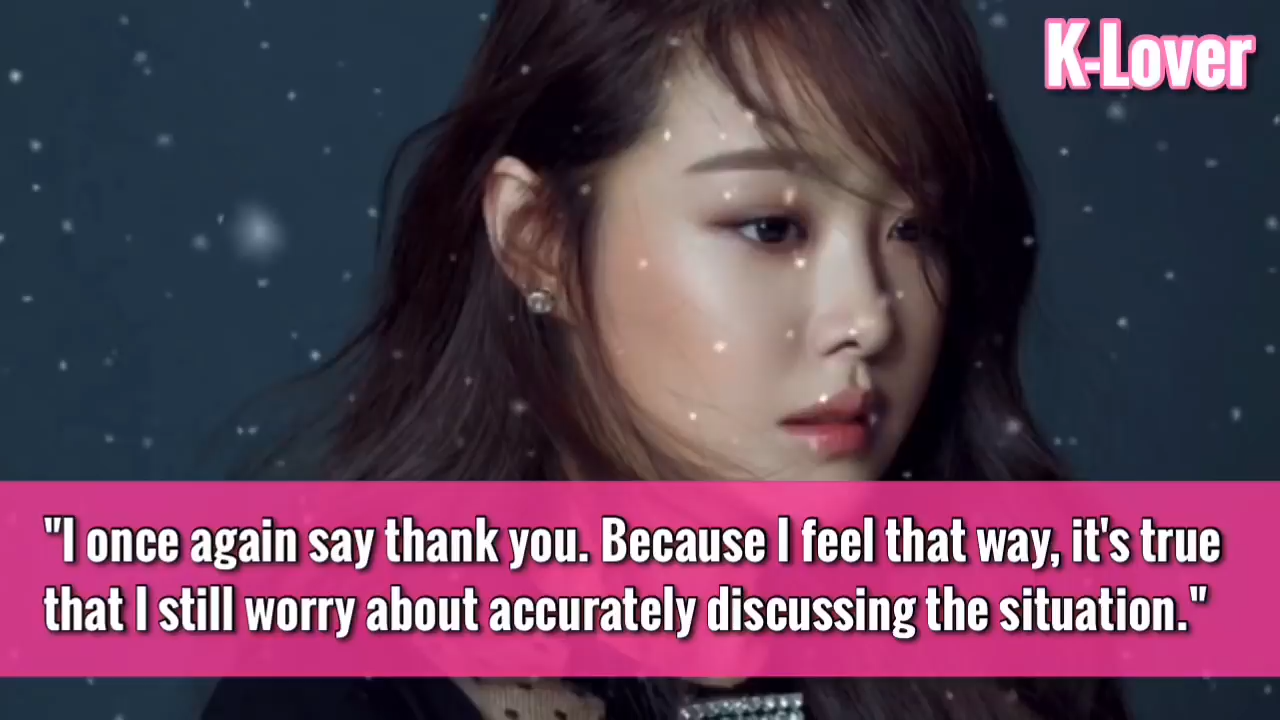 K-Lover
"I once again say thank you. Because I feel that way, it's true
that I still worry about accurately discussing the situation."